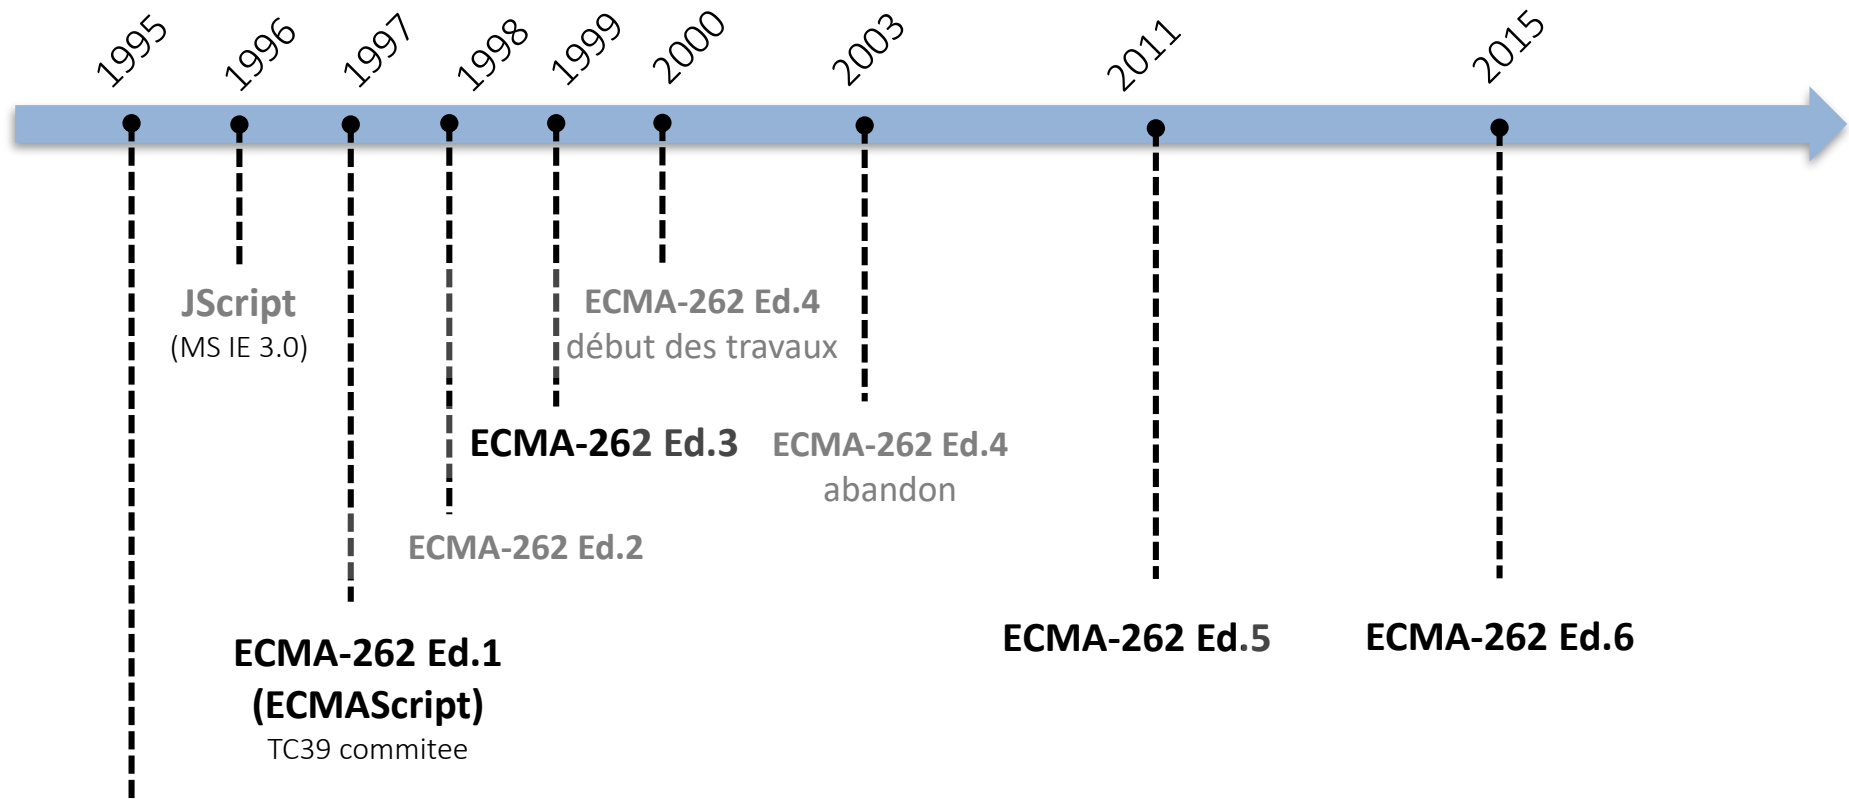 1995
1996
1997
1998
1999
2000
2003
2011
2015
JScript
(MS IE 3.0)
ECMA-262 Ed.4
début des travaux
ECMA-262 Ed.3
ECMA-262 Ed.4
abandon
ECMA-262 Ed.2
ECMA-262 Ed.1
(ECMAScript)
TC39 commitee
ECMA-262 Ed.5
ECMA-262 Ed.6